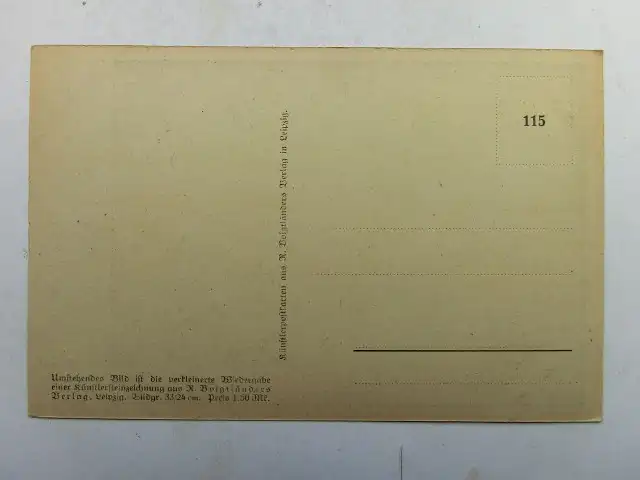 115
Künstlerpostkarten aus R. Voigtländers Verlag in Leipzig.
Umstehendes Bild ist die verkleinerte Wiedergabe
einer Künstlersteinzeichnung aus R. Voigtländers
Verlag, Leipzig. Bildgr. 33/24 cm. Preis 1.50 Mk.